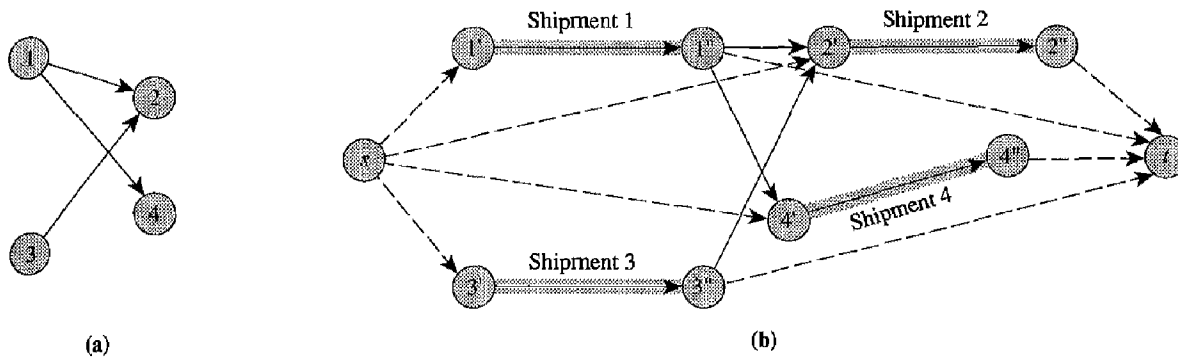 1
2
4
3
(a)
Shipment 1
Shipment 2
1'
1"
2'
2"
s
4"
t
4'
Shipment 4
Shipment 3
3'
3"
(b)